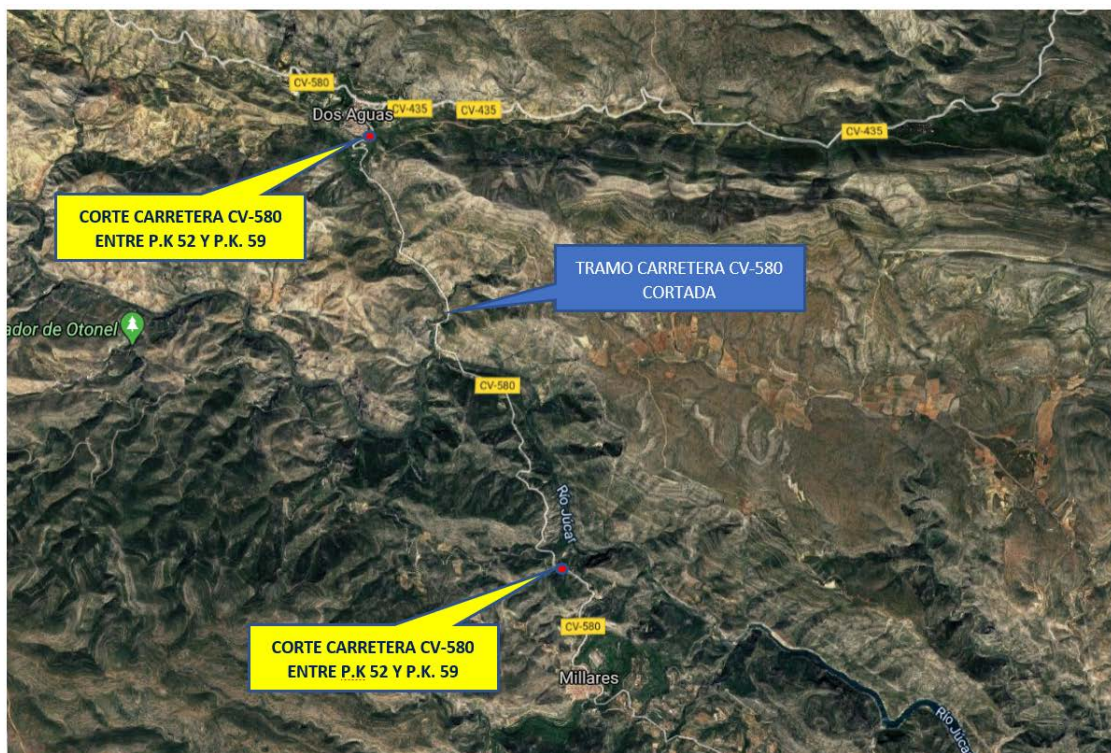 CV-580
Dos Aguas
CV-435
CV-435
CV-435
CORTE CARRETERA CV-580
ENTRE P.K 52 Y P.K. 59
TRAMO CARRETERA CV-580
CORTADA
ador de Otonel
CV-580
Río Júcar
CORTE CARRETERA CV-580
ENTRE P.K 52 Y P.K. 59
CV-580
Millares
Río Júca